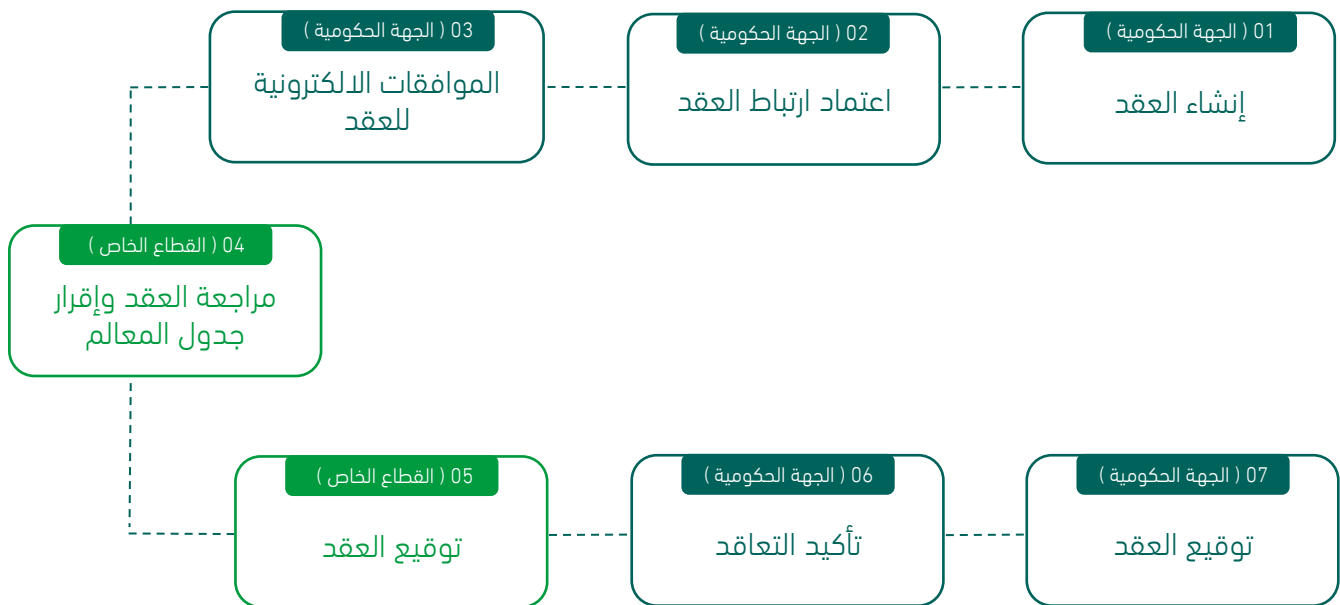 01 ( الجهة الحكومية )
إنشاء العقد
02 ( الجهة الحكومية )
اعتماد ارتباط العقد
03 ( الجهة الحكومية )
الموافقات الالكترونية
للعقد
04 ( القطاع الخاص )
مراجعة العقد وإقرار
جدول المعالم
05 ( القطاع الخاص )
توقيع العقد
06 ( الجهة الحكومية )
تأكيد التعاقد
07 ( الجهة الحكومية )
توقيع العقد